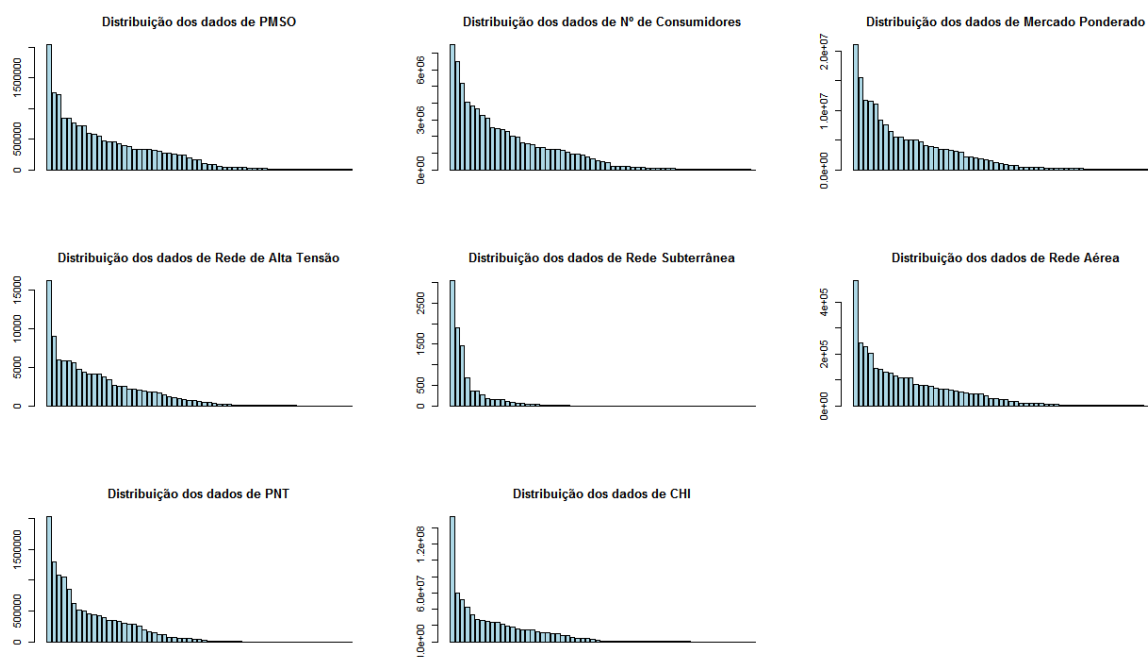 Distribuição dos dados de PMSO
1500000
500000
0
Distribuição dos dados de Nº de Consumidores
6e+06
3e+06
0e+00
Distribuição dos dados de Mercado Ponderado
2.0e+07
1.0e+07
0.0e+00
Distribuição dos dados de Rede de Alta Tensão
15000
10000
5000
0
Distribuição dos dados de Rede Subterrânea
2500
1500
500
0
Distribuição dos dados de Rede Aérea
4e+05
2e+05
0e+00
Distribuição dos dados de PNT
1500000
500000
0
Distribuição dos dados de CHI
1.2e+08
6.0e+07